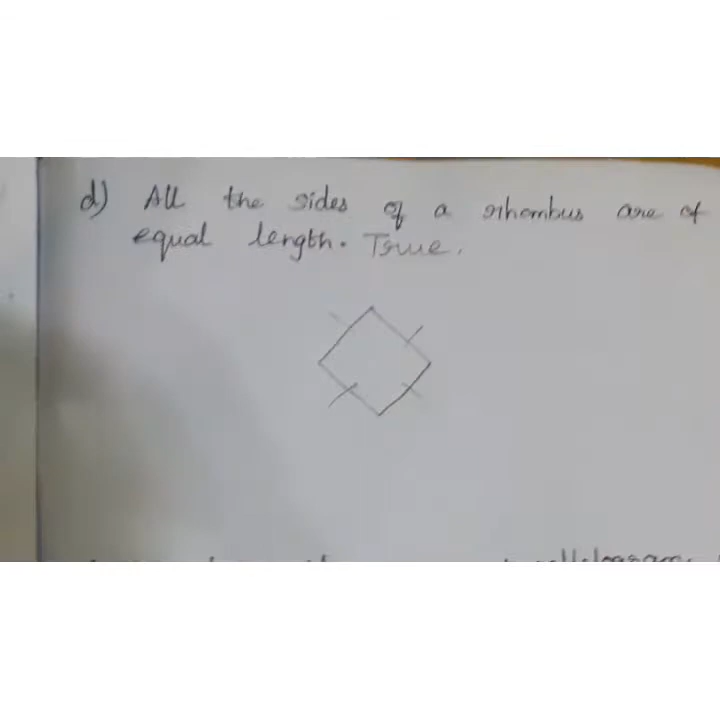 d) All the sides of a rhombus are of
equal length. True.